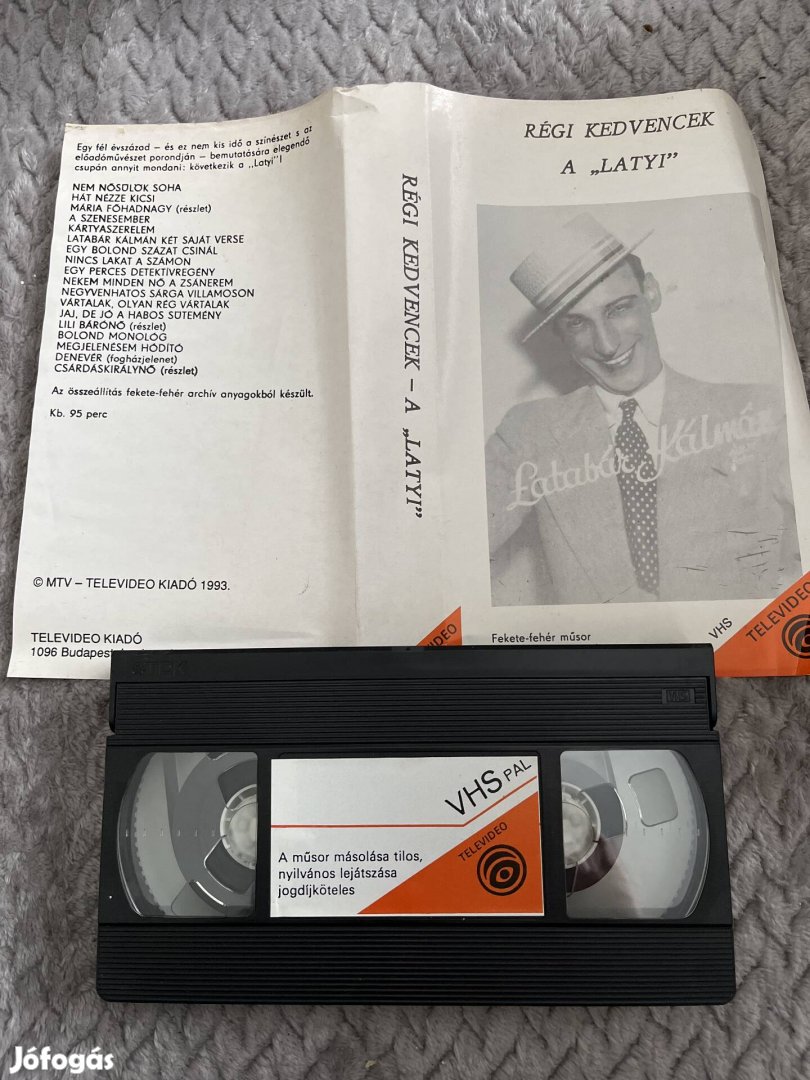 Egy fél évszázad – és ez nem kis idő a színészet s az
előadóművészet porondján – bemutatására elegendő
csupán annyit mondani: következik a „Latyi"!
NEM NŐSÜLÖK SOHA
HÁT NÉZZE KICSI
MÁRIA FŐHADNAGY (részlet)
A SZENESEMBER
KÁRTYASZERELEM
LATABÁR KÁLMÁN KÉT SAJÁT VERSE
EGY BOLOND SZÁZAT CSINÁL
NINCS LAKAT A SZÁMON
EGY PERCES DETEKTÍVREGÉNY
NEKEM MINDEN NŐ A ZSÁNEREM
NEGYVENHATOS SÁRGA VILLAMOSON
VÁRTALAK, OLYAN RÉG VÁRTALAK
JAJ, DE JÓ A HABOS SÜTEMÉNY
LILI BÁRÓNŐ (részlet)
BOLOND MONOLÓG
MEGJELENÉSEM HÓDÍTÓ
DENEVÉR (fogházjelenet)
CSÁRDÁSKIRÁLYNŐ (részlet)
Az összeállítás fekete-fehér archív anyagokból készült.
Kb. 95 perc
© MTV – TELEVIDEO KIADÓ 1993.
TELEVIDEO KIADÓ
1096 Budapest
RÉGI KEDVENCEK – A „LATYI"
RÉGI KEDVENCEK
A „LATYI"
Latabár Kálmán
Fekete-fehér műsor
VHS
TELEVIDEO
TDK
VHS
VHS PAL
TELEVIDEO
A műsor másolása tilos,
nyilvános lejátszása
jogdíjköteles
Jófogás